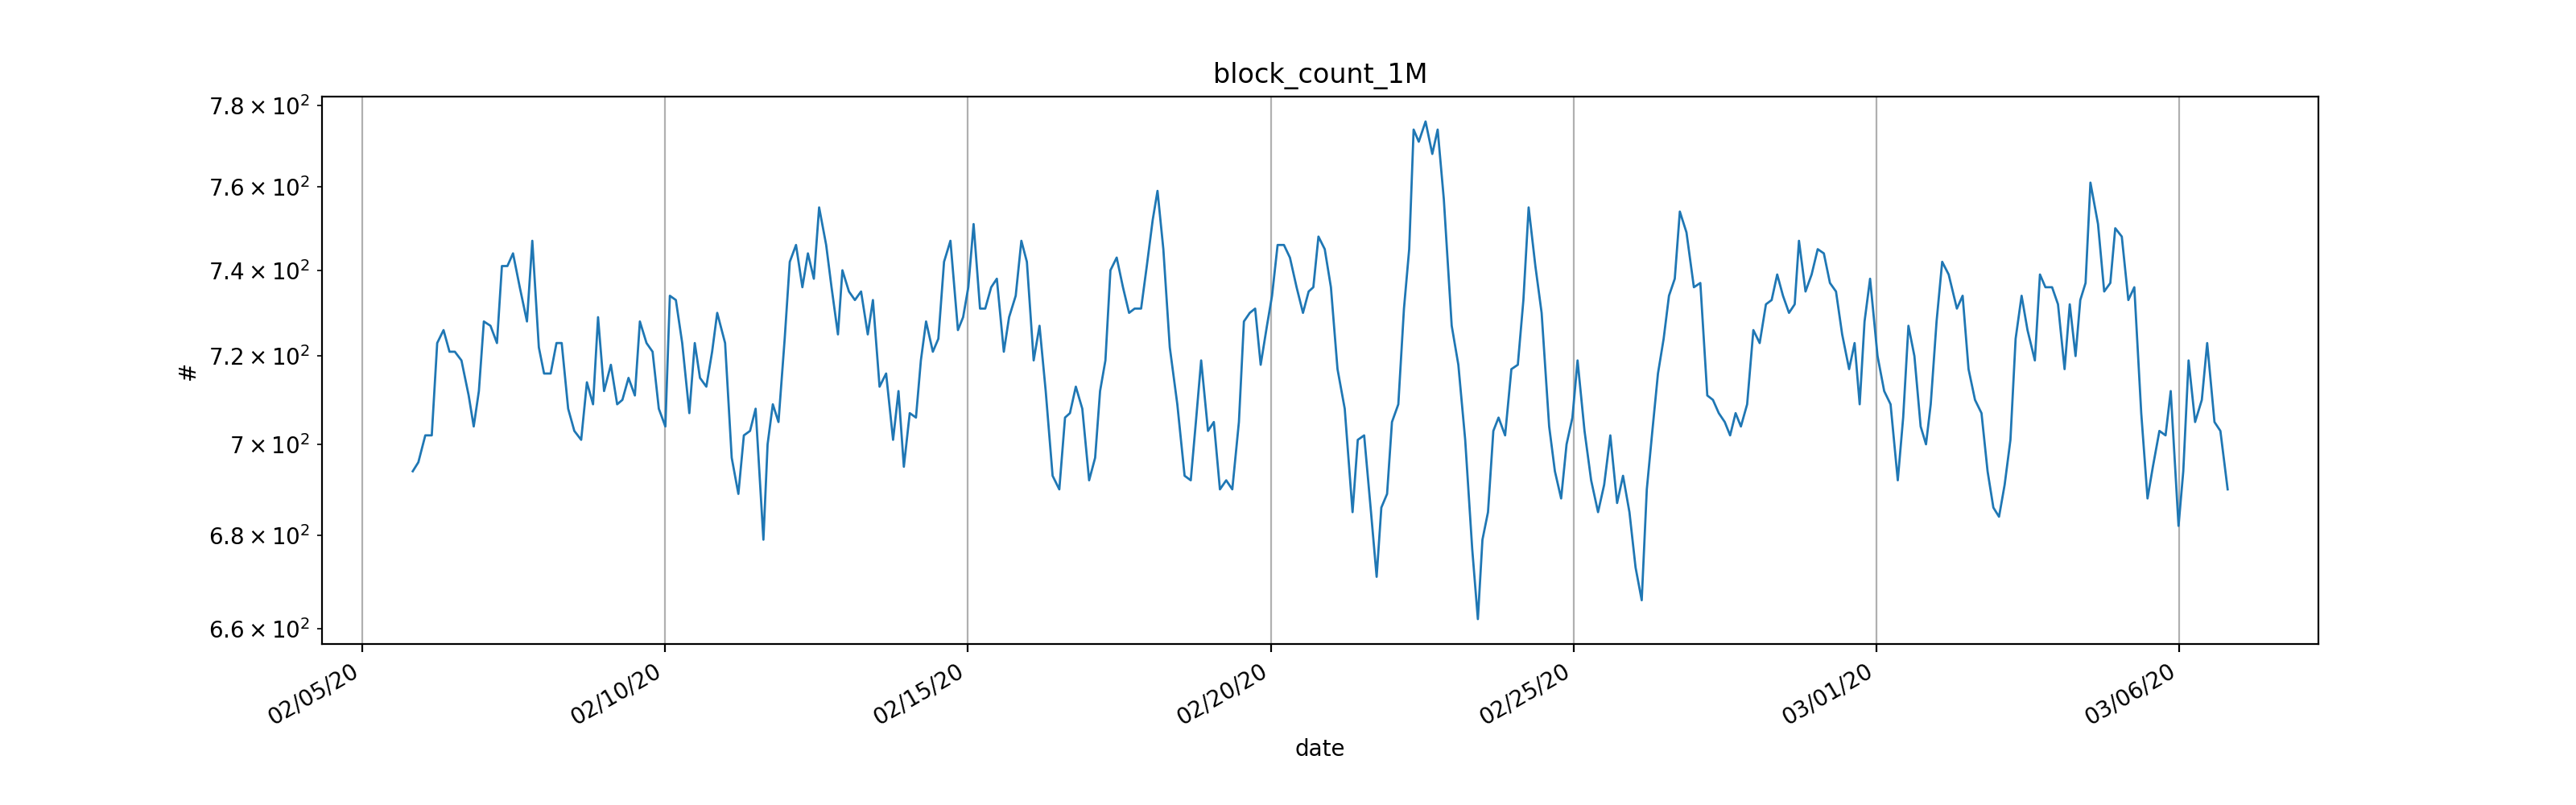 block_count_1M
7.8 × 10²
7.6 × 10²
7.4 × 10²
7.2 × 10²
7 × 10²
6.8 × 10²
6.6 × 10²
#
02/05/20
02/10/20
02/15/20
02/20/20
02/25/20
03/01/20
03/06/20
date